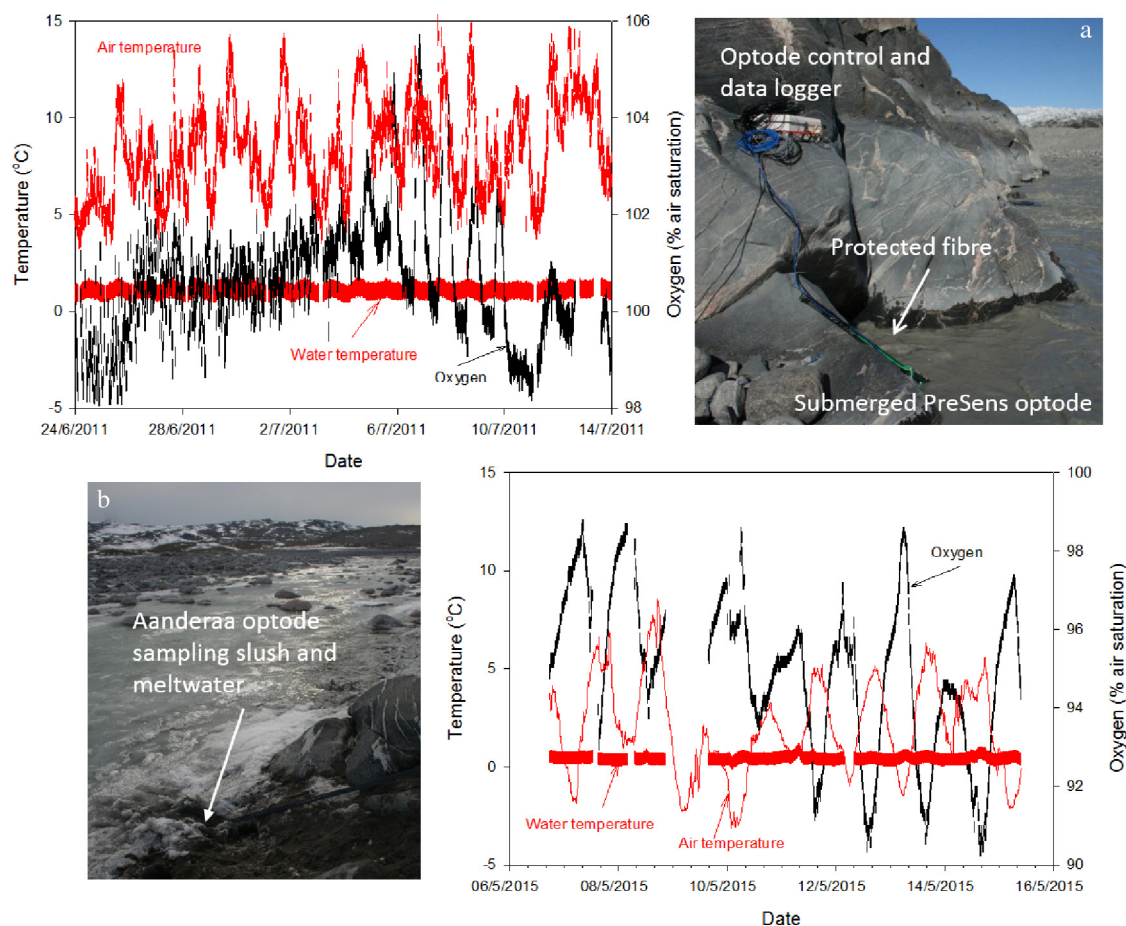 15
10
5
0
-5
Temperature (°C)
Air temperature
Water temperature
Oxygen
106
105
104
103
102
101
100
99
98
Oxygen (% air saturation)
24/6/2011 28/6/2011 2/7/2011 6/7/2011 10/7/2011 14/7/2011
Date
a
Optode control and
data logger
Protected fibre
Submerged PreSens optode
b
Aanderaa optode
sampling slush and
meltwater
15
10
5
0
-5
Temperature (°C)
Oxygen
Water temperature
Air temperature
100
98
96
94
92
90
Oxygen (% air saturation)
06/5/2015 08/5/2015 10/5/2015 12/5/2015 14/5/2015 16/5/2015
Date